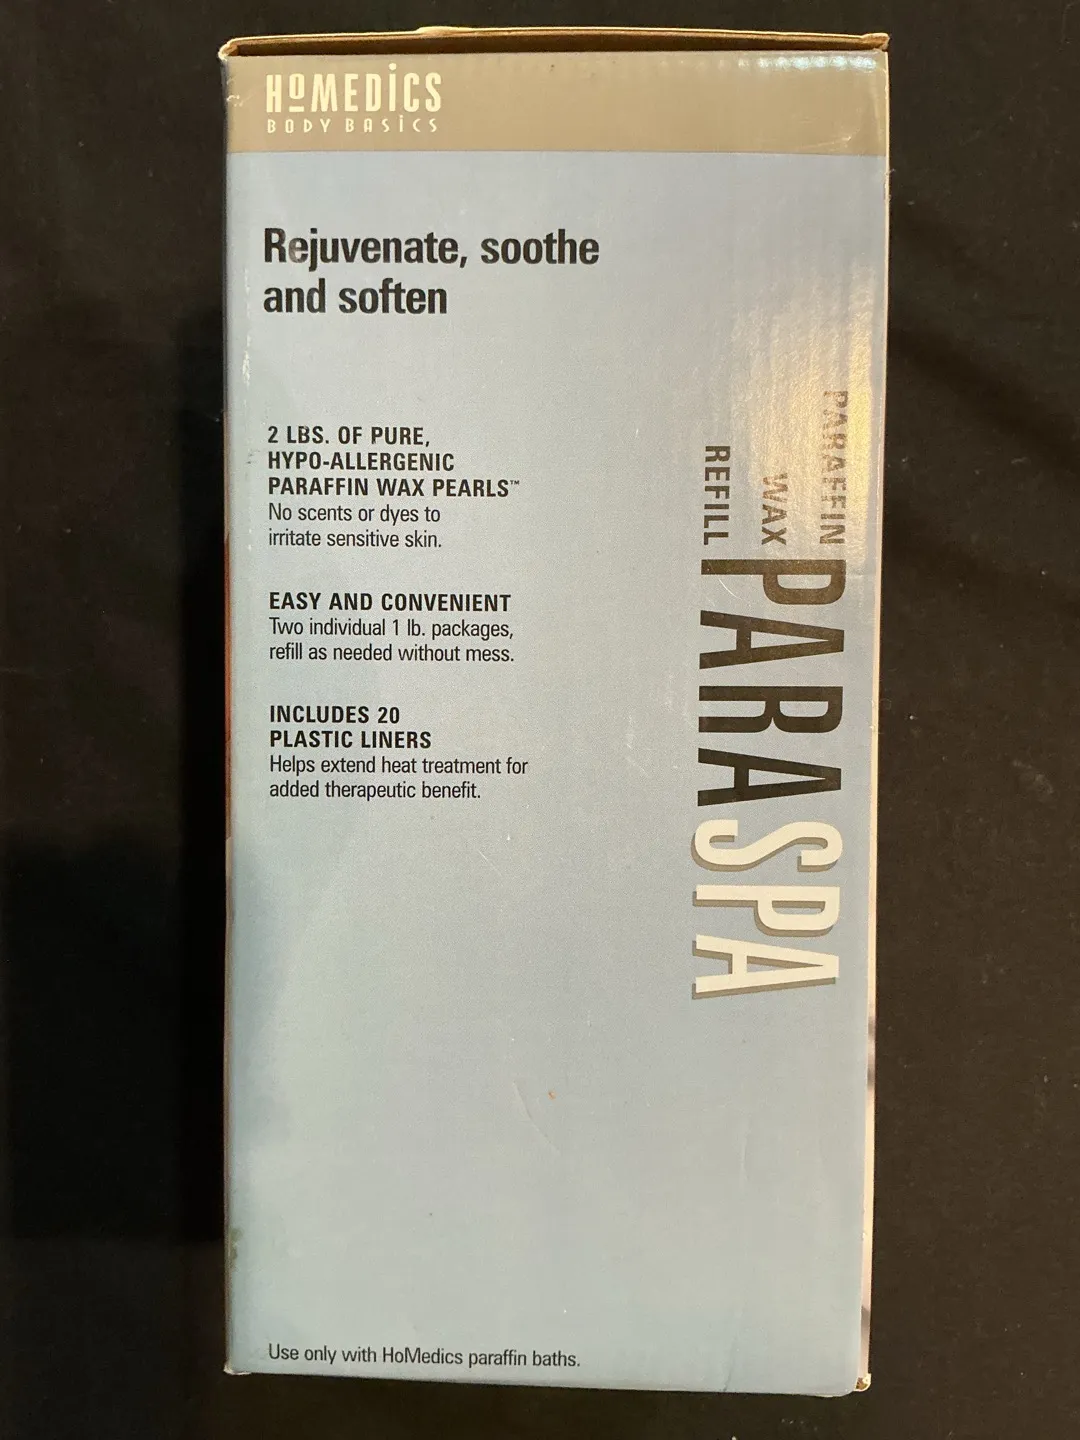 HoMEDiCS
BODY BASiCS
Rejuvenate, soothe
and soften
2 LBS. OF PURE,
HYPO-ALLERGENIC
PARAFFIN WAX PEARLS™
No scents or dyes to
irritate sensitive skin.
EASY AND CONVENIENT
Two individual 1 lb. packages,
refill as needed without mess.
INCLUDES 20
PLASTIC LINERS
Helps extend heat treatment for
added therapeutic benefit.
PARAFFIN
WAX
REFILL
PARASPA
Use only with HoMedics paraffin baths.